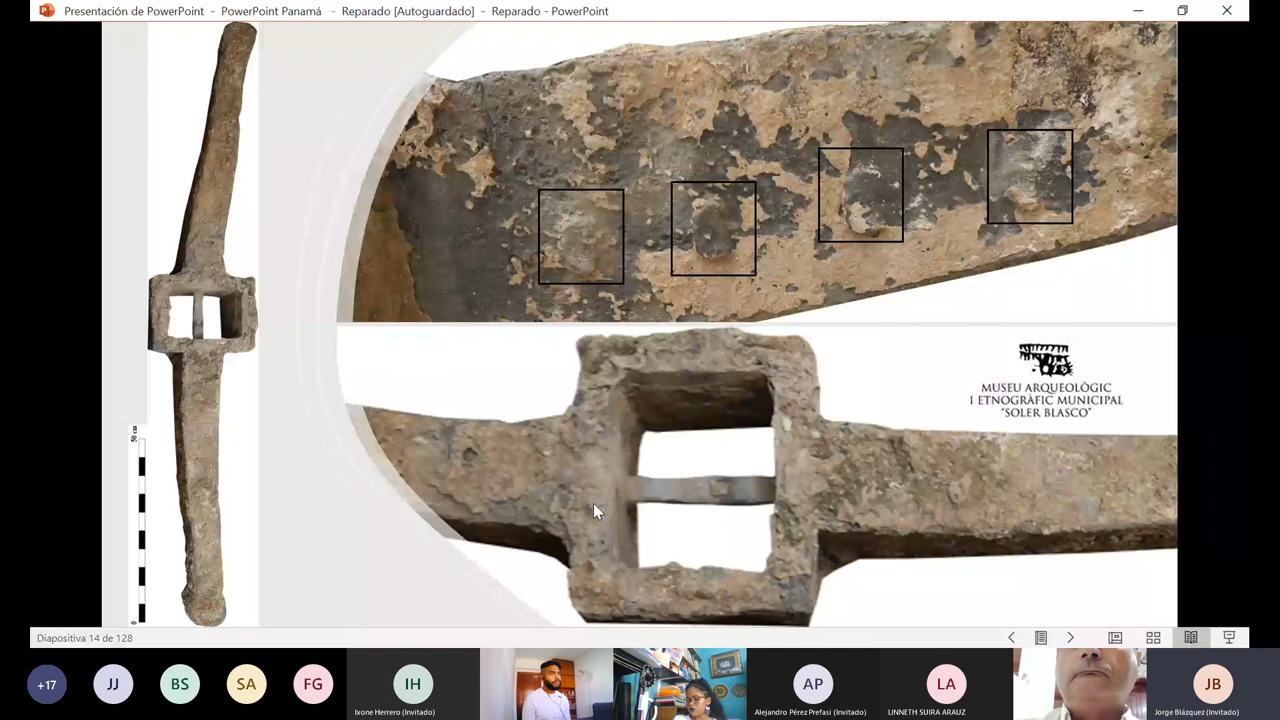 Presentación de PowerPoint - PowerPoint Panamá - Reparado [Autoguardado] - Reparado - PowerPoint
MUSEU ARQUEOLÒGIC
I ETNOGRÀFIC MUNICIPAL
"SOLER BLASCO"
50 cm
0
Diapositiva 14 de 128
+17
JJ
BS
SA
FG
IH
AP
LA
JB
Ixone Herrero (Invitado)
Alejandro Pérez Prefasi (Invitado)
LINNETH SUIRA ARAUZ
Jorge Blázquez (Invitado)